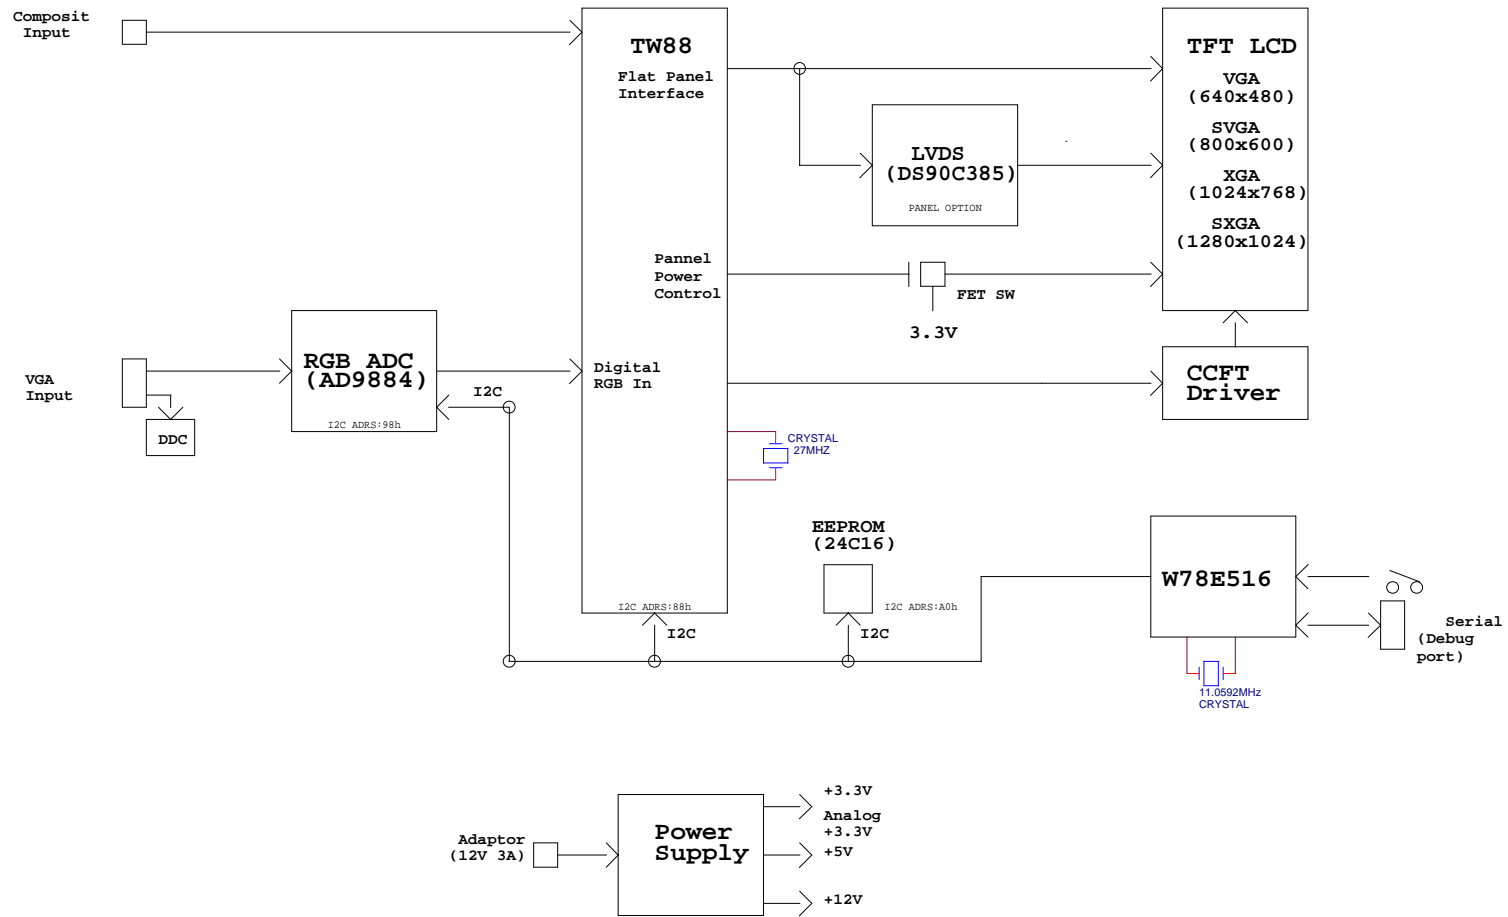 Composit
Input
TW88
Flat Panel
Interface
TFT LCD
VGA
(640x480)
SVGA
(800x600)
XGA
(1024x768)
SXGA
(1280x1024)
LVDS
(DS90C385)
PANEL OPTION
Pannel
Power
Control
FET SW
3.3V
RGB ADC
(AD9884)
I2C ADRS:98h
Digital
RGB In
VGA
Input
DDC
I2C
CCFT
Driver
CRYSTAL
27MHZ
EEPROM
(24C16)
I2C ADRS:A0h
I2C ADRS:88h
I2C
I2C
W78E516
Serial
(Debug
port)
11.0592MHz
CRYSTAL
Adaptor
(12V 3A)
Power
Supply
+3.3V
Analog
+3.3V
+5V
+12V